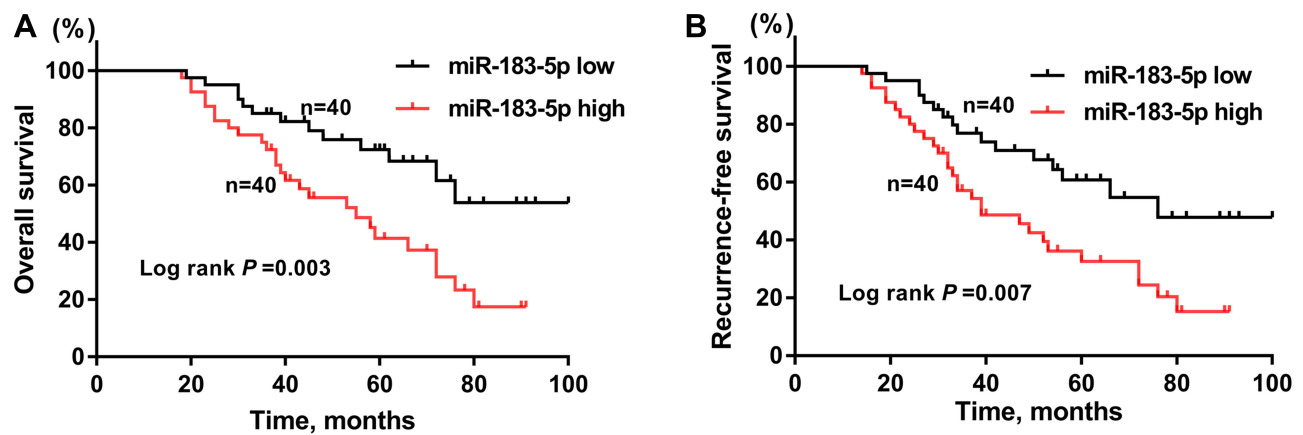 A (%)
Overall survival
100
80
60
40
20
0
0 20 40 60 80 100
Time, months
miR-183-5p low
miR-183-5p high
n=40
n=40
Log rank P=0.003
B (%)
Recurrence-free survival
100
80
60
40
20
0
0 20 40 60 80 100
Time, months
miR-183-5p low
miR-183-5p high
n=40
n=40
Log rank P=0.007